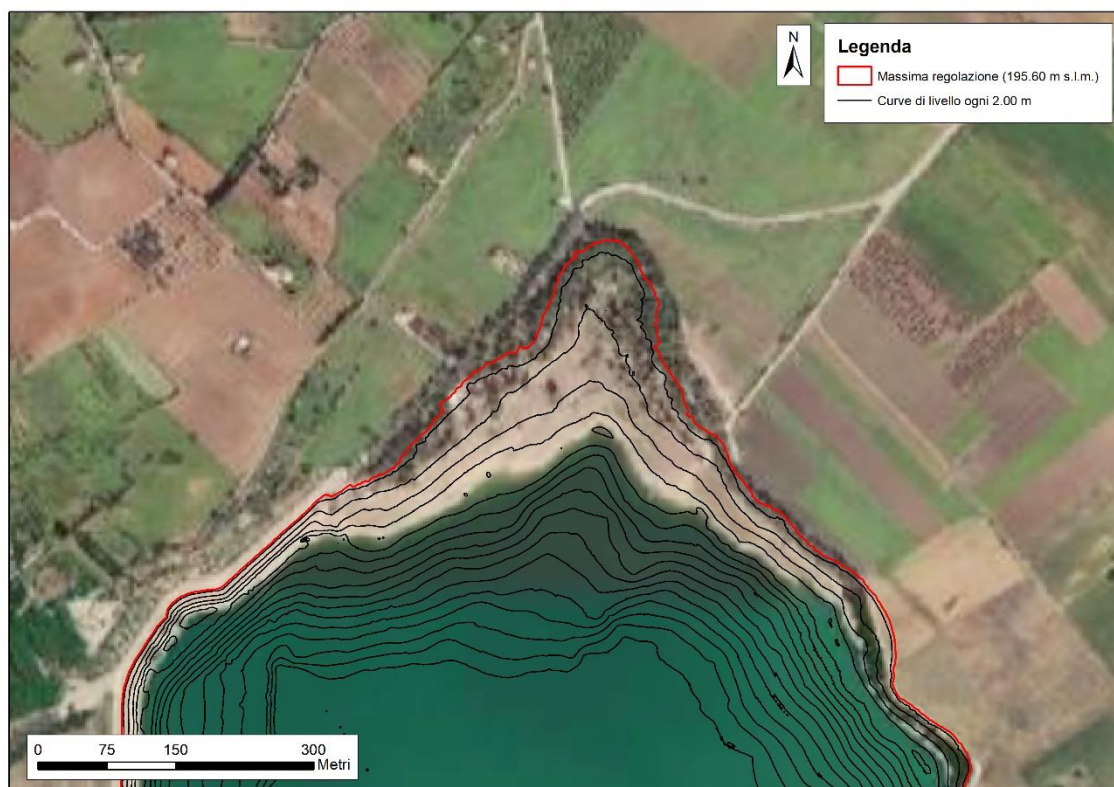 N
Legenda
Massima regolazione (195.60 m s.l.m.)
Curve di livello ogni 2.00 m
0 75 150 300
Metri